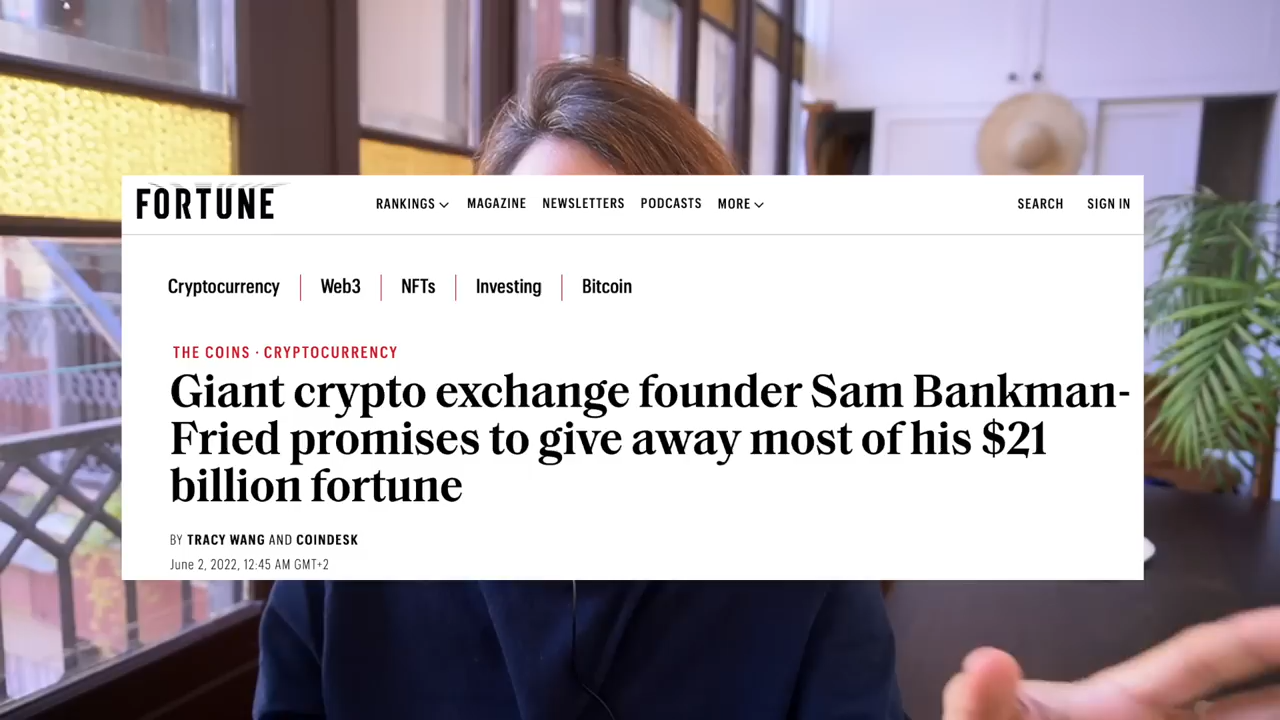 FORTUNE
RANKINGS MAGAZINE NEWSLETTERS PODCASTS MORE SEARCH SIGN IN
Cryptocurrency Web3 NFTs Investing Bitcoin
THE COINS · CRYPTOCURRENCY
Giant crypto exchange founder Sam Bankman-
Fried promises to give away most of his $21
billion fortune
BY TRACY WANG AND COINDESK
June 2, 2022, 12:45 AM GMT+2